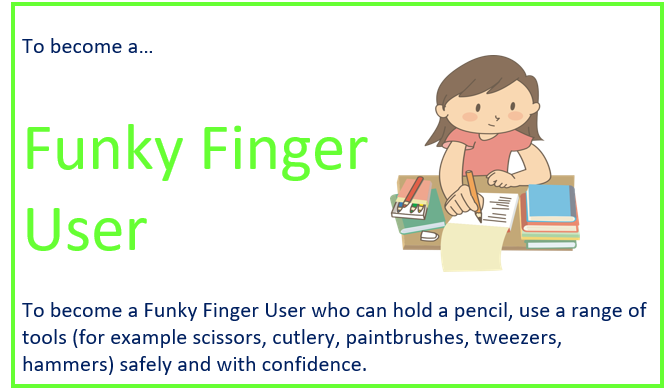 To become a…
Funky Finger
User
To become a Funky Finger User who can hold a pencil, use a range of
tools (for example scissors, cutlery, paintbrushes, tweezers,
hammers) safely and with confidence.